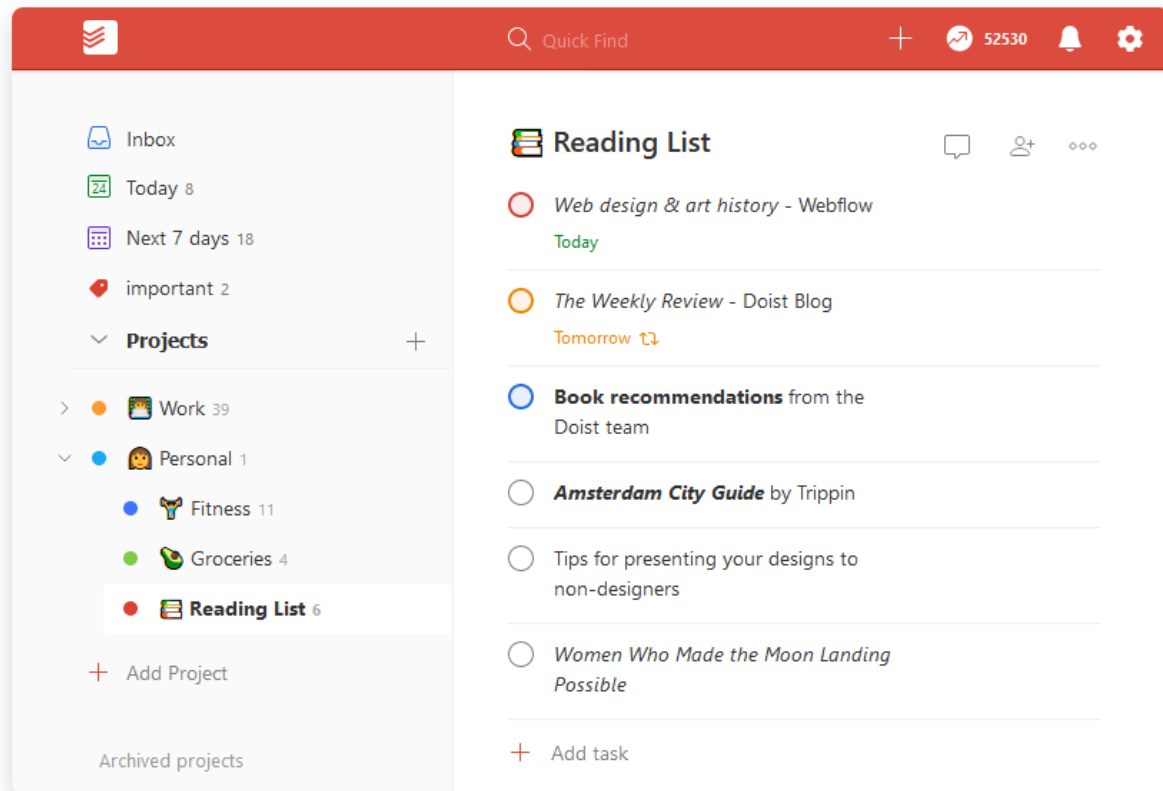 Quick Find
52530
Inbox
24
Today 8
Next 7 days 18
important 2
Projects
Work 39
Personal 1
Fitness 11
Groceries 4
Reading List 6
Add Project
Archived projects
Reading List
Web design & art history - Webflow
Today
The Weekly Review - Doist Blog
Tomorrow
Book recommendations from the
Doist team
Amsterdam City Guide by Trippin
Tips for presenting your designs to
non-designers
Women Who Made the Moon Landing
Possible
Add task